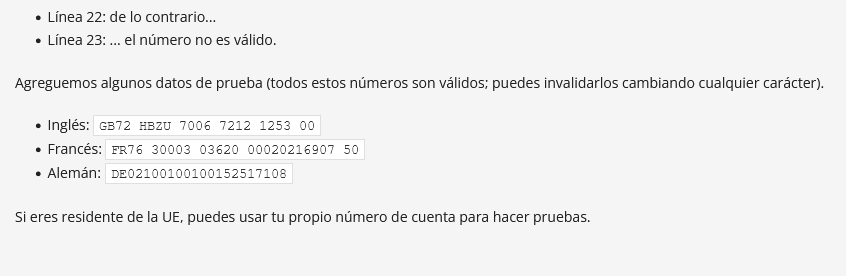 • Línea 22: de lo contrario...
• Línea 23: ... el número no es válido.
Agreguemos algunos datos de prueba (todos estos números son válidos; puedes invalidarlos cambiando cualquier carácter).
• Inglés: GB72 HBZU 7006 7212 1253 00
• Francés: FR76 30003 03620 00020216907 50
• Alemán: DE02100100100152517108
Si eres residente de la UE, puedes usar tu propio número de cuenta para hacer pruebas.